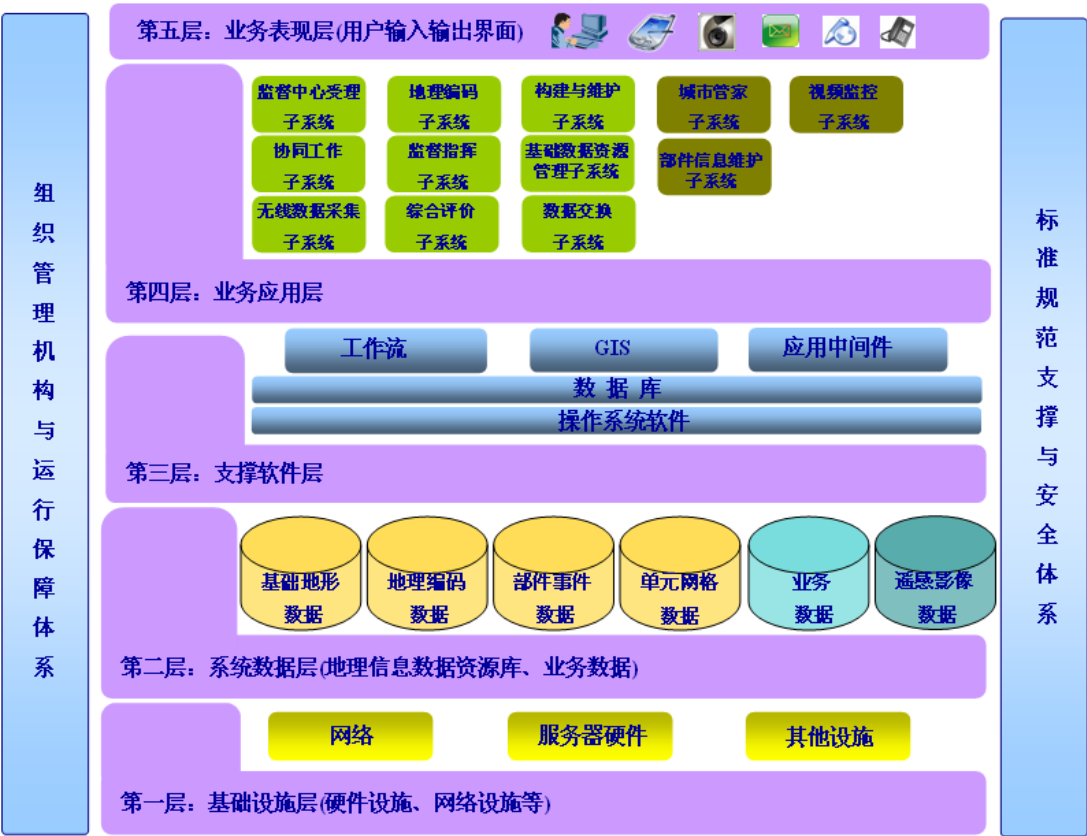 第五层：业务表现层(用户输入输出界面)
监督中心受理
子系统
地理编码
子系统
构建与维护
子系统
城市管家
子系统
视频监控
子系统
协同工作
子系统
监督指挥
子系统
基础数据资源
管理子系统
部件信息维护
子系统
无线数据采集
子系统
综合评价
子系统
数据交换
子系统
第四层：业务应用层
工作流
GIS
应用中间件
数 据 库
操作系统软件
第三层：支撑软件层
基础地形
数据
地理编码
数据
部件事件
数据
单元网格
数据
业务
数据
遥感影像
数据
第二层：系统数据层(地理信息数据资源库、业务数据)
网络
服务器硬件
其他设施
第一层：基础设施层(硬件设施、网络设施等)
组织管理机构与运行保障体系
标准规范支撑与安全体系